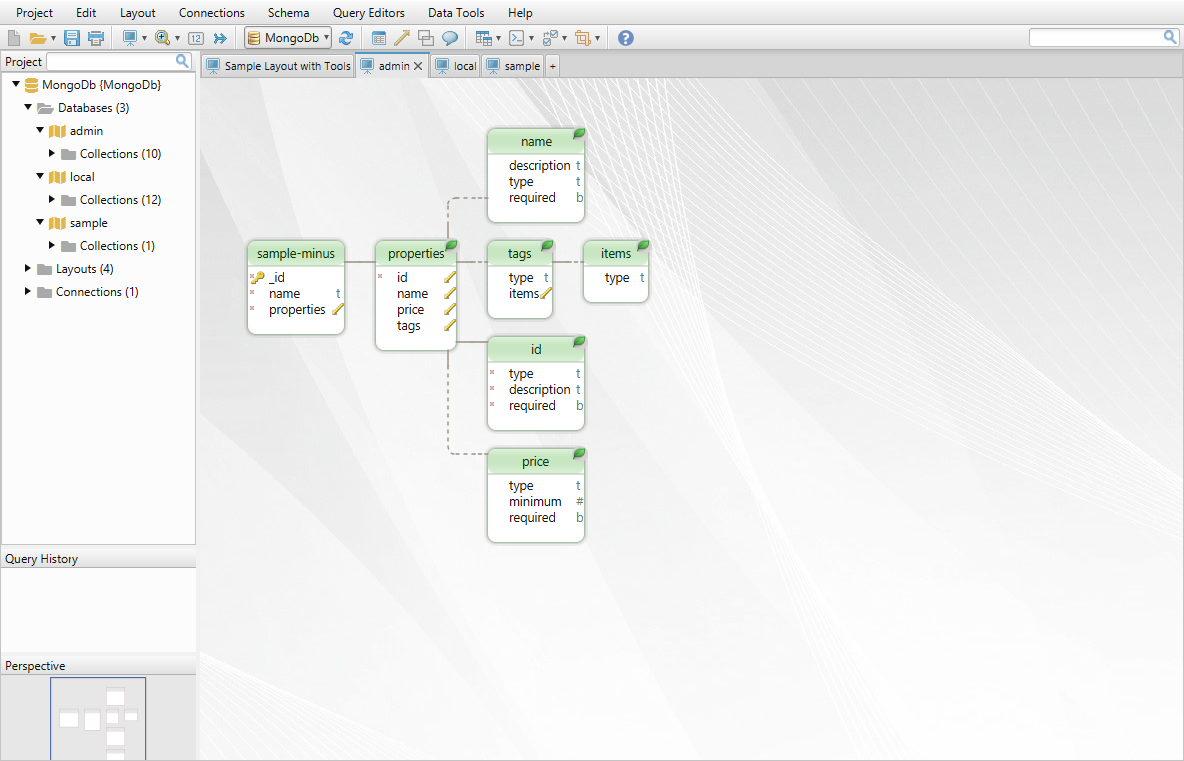 Project Edit Layout Connections Schema Query Editors Data Tools Help
12 MongoDb ?
Project
Sample Layout with Tools admin local sample +
MongoDb {MongoDb}
Databases (3)
admin
Collections (10)
local
Collections (12)
sample
Collections (1)
Layouts (4)
Connections (1)
Query History
Perspective
name
description t
type t
required b
sample-minus
_id
name t
properties
properties
id
name
price
tags
tags
type t
items
items
type t
id
type t
description t
required b
price
type t
minimum #
required b